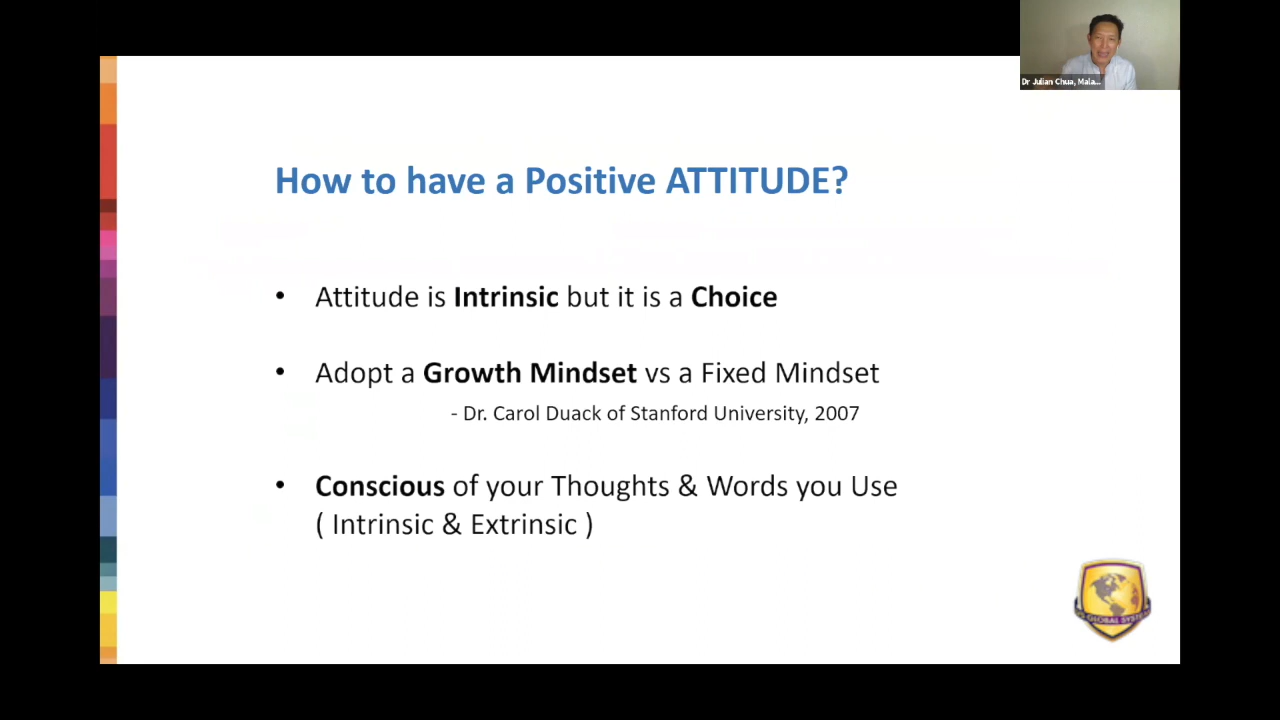 Dr Julian Chua, Mala...
How to have a Positive ATTITUDE?
• Attitude is Intrinsic but it is a Choice
• Adopt a Growth Mindset vs a Fixed Mindset
- Dr. Carol Duack of Stanford University, 2007
• Conscious of your Thoughts & Words you Use
( Intrinsic & Extrinsic )
GLOBAL SYSTEM